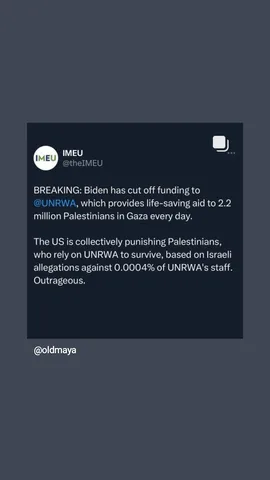 IMEU
IMEU
@theIMEU
BREAKING: Biden has cut off funding to
@UNRWA, which provides life-saving aid to 2.2
million Palestinians in Gaza every day.
The US is collectively punishing Palestinians,
who rely on UNRWA to survive, based on Israeli
allegations against 0.0004% of UNRWA's staff.
Outrageous.
@oldmaya